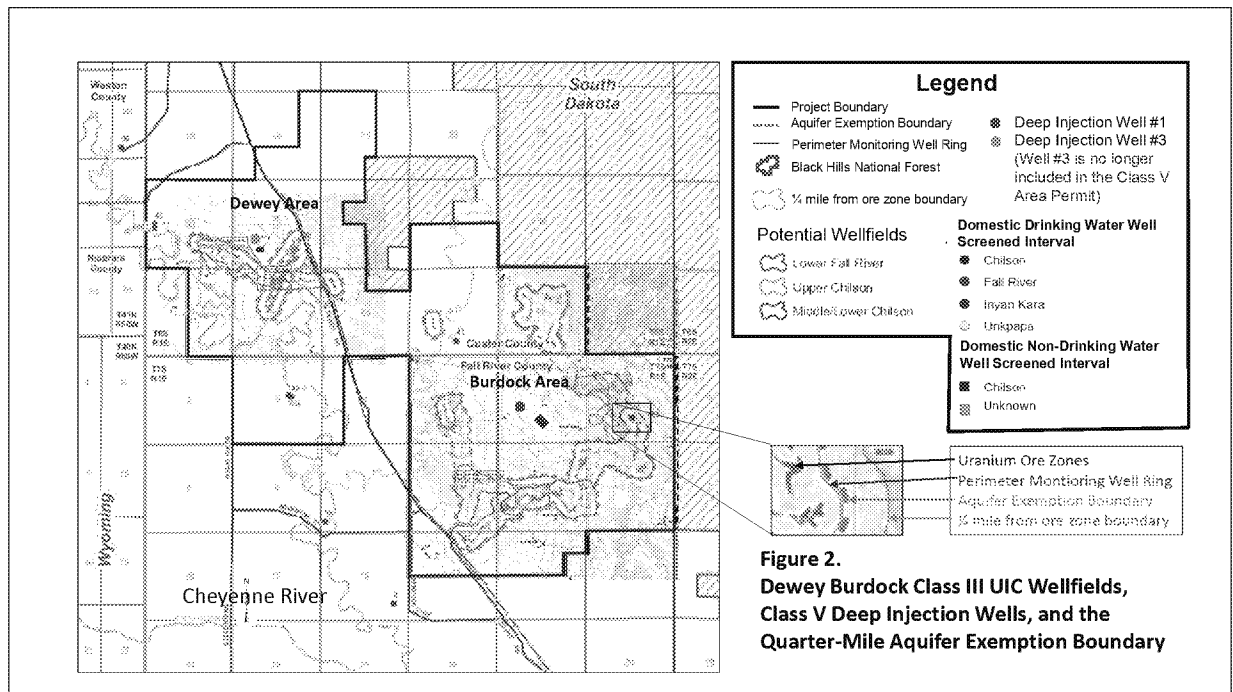 Weston
County
South
Dakota
Dewey Area
County
Custer County
Fall River County
Burdock Area
Wyoming
Cheyenne River
N
Legend
Project Boundary
Aquifer Exemption Boundary
Perimeter Monitoring Well Ring
Black Hills National Forest
¼ mile from ore zone boundary
Potential Wellfields
Lower Fall River
Upper Chilson
Middle/Lower Chilson
Deep Injection Well #1
Deep Injection Well #3
(Well #3 is no longer
included in the Class V
Area Permit)
Domestic Drinking Water Well
Screened Interval
Chilson
Fall River
Inyan Kara
Unkpapa
Domestic Non-Drinking Water
Well Screened Interval
Chilson
Unknown
Uranium Ore Zones
Perimeter Montioring Well Ring
Aquifer Exemption Boundary
¼ mile from ore zone boundary
Figure 2.
Dewey Burdock Class III UIC Wellfields,
Class V Deep Injection Wells, and the
Quarter-Mile Aquifer Exemption Boundary